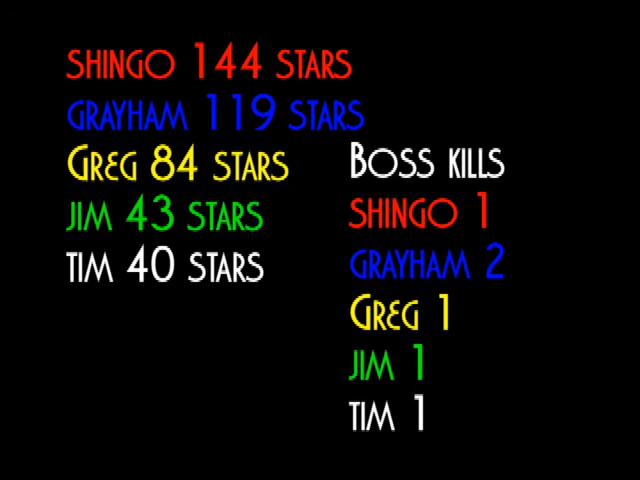 SHINGO 144 STARS
GRAYHAM 119 STARS
GREG 84 STARS
JIM 43 STARS
TIM 40 STARS
BOSS KILLS
SHINGO 1
GRAYHAM 2
GREG 1
JIM 1
TIM 1